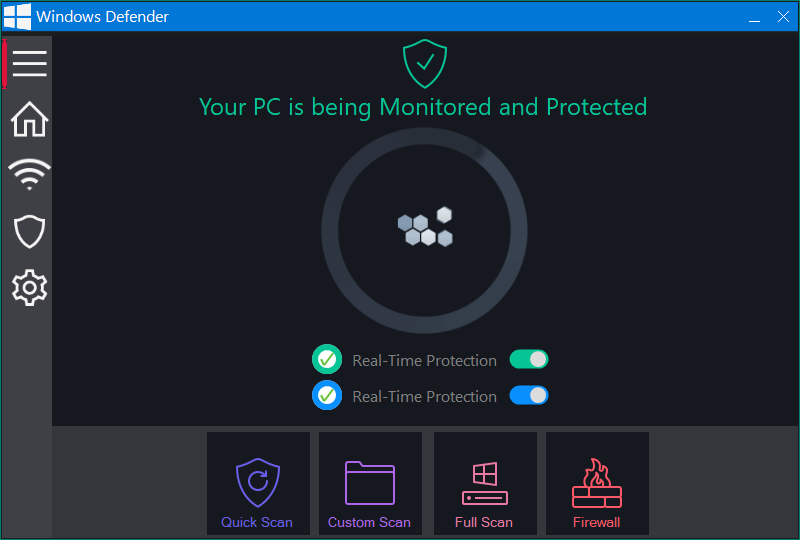 Windows Defender
Your PC is being Monitored and Protected
Real-Time Protection
Real-Time Protection
Quick Scan
Custom Scan
Full Scan
Firewall